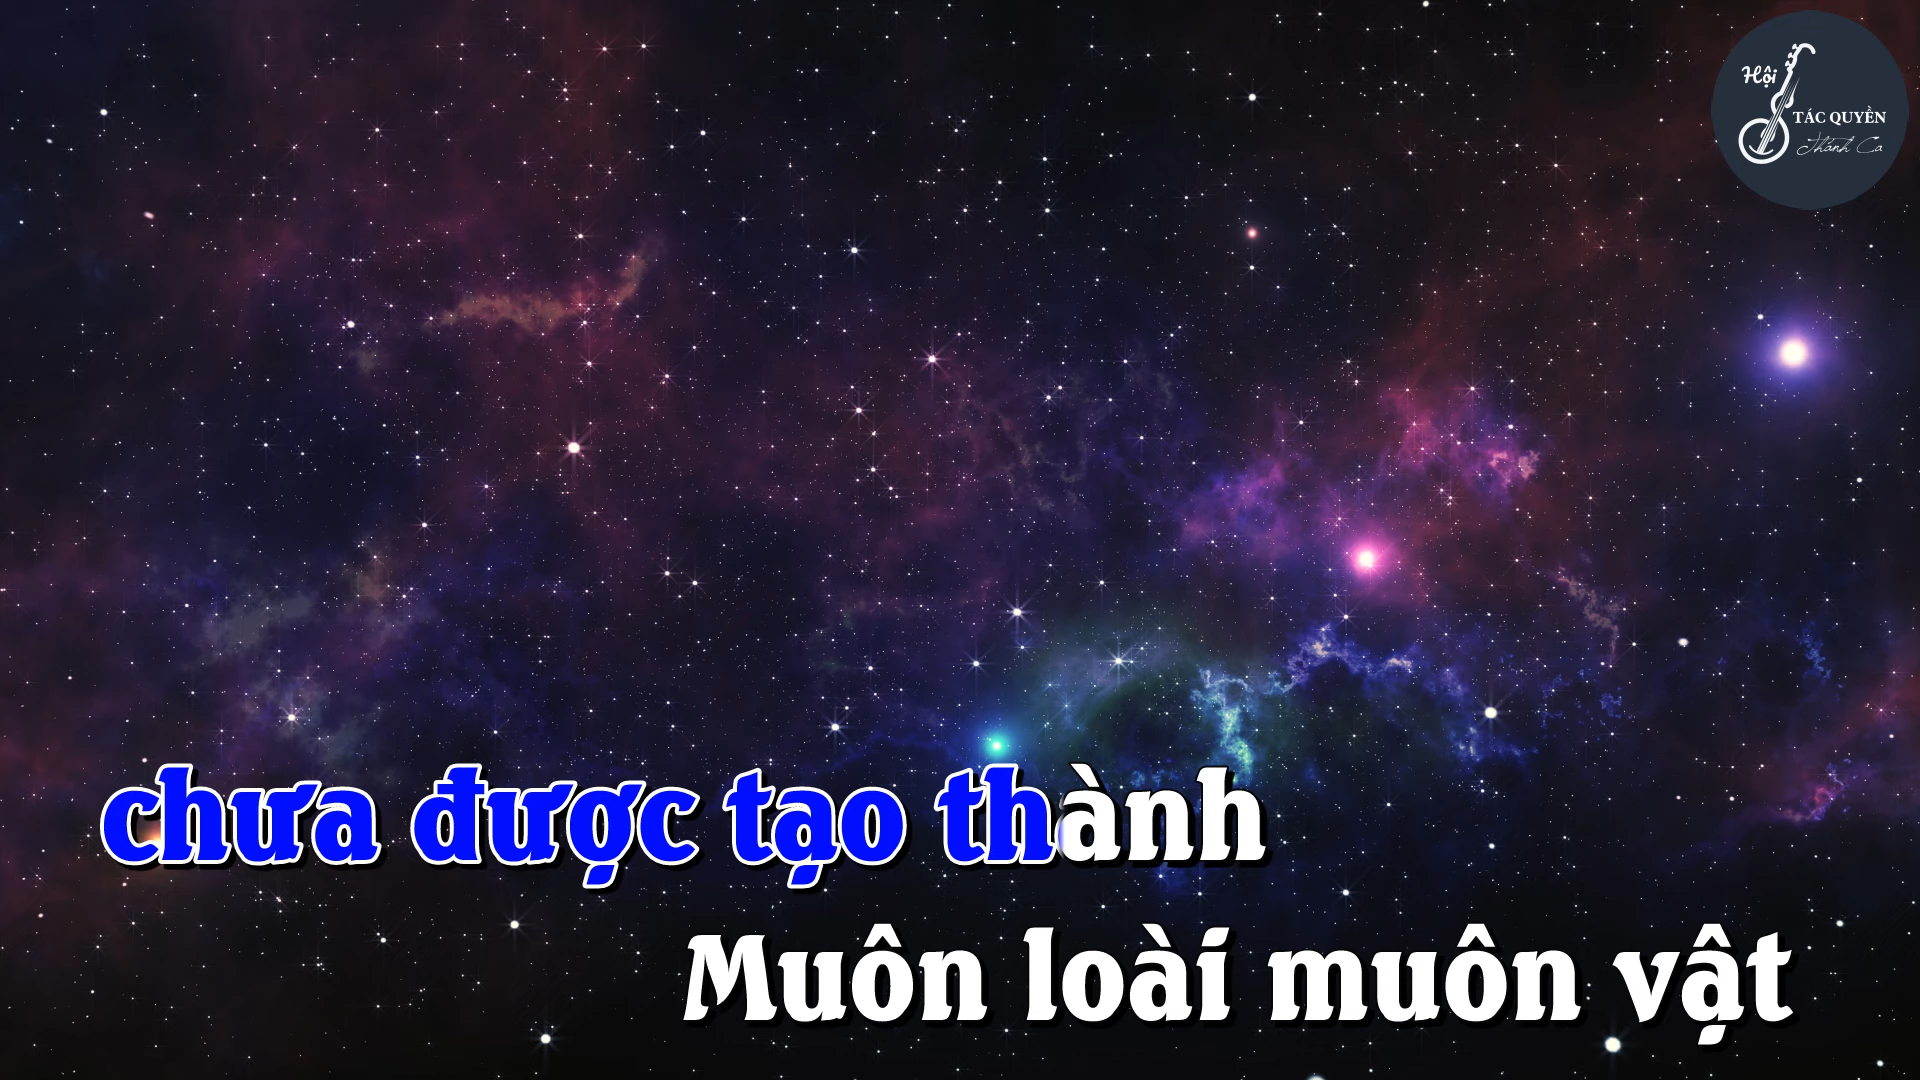 Hội
TÁC QUYỀN
Thánh Ca
chưa được tạo thành
Muôn loài muôn vật